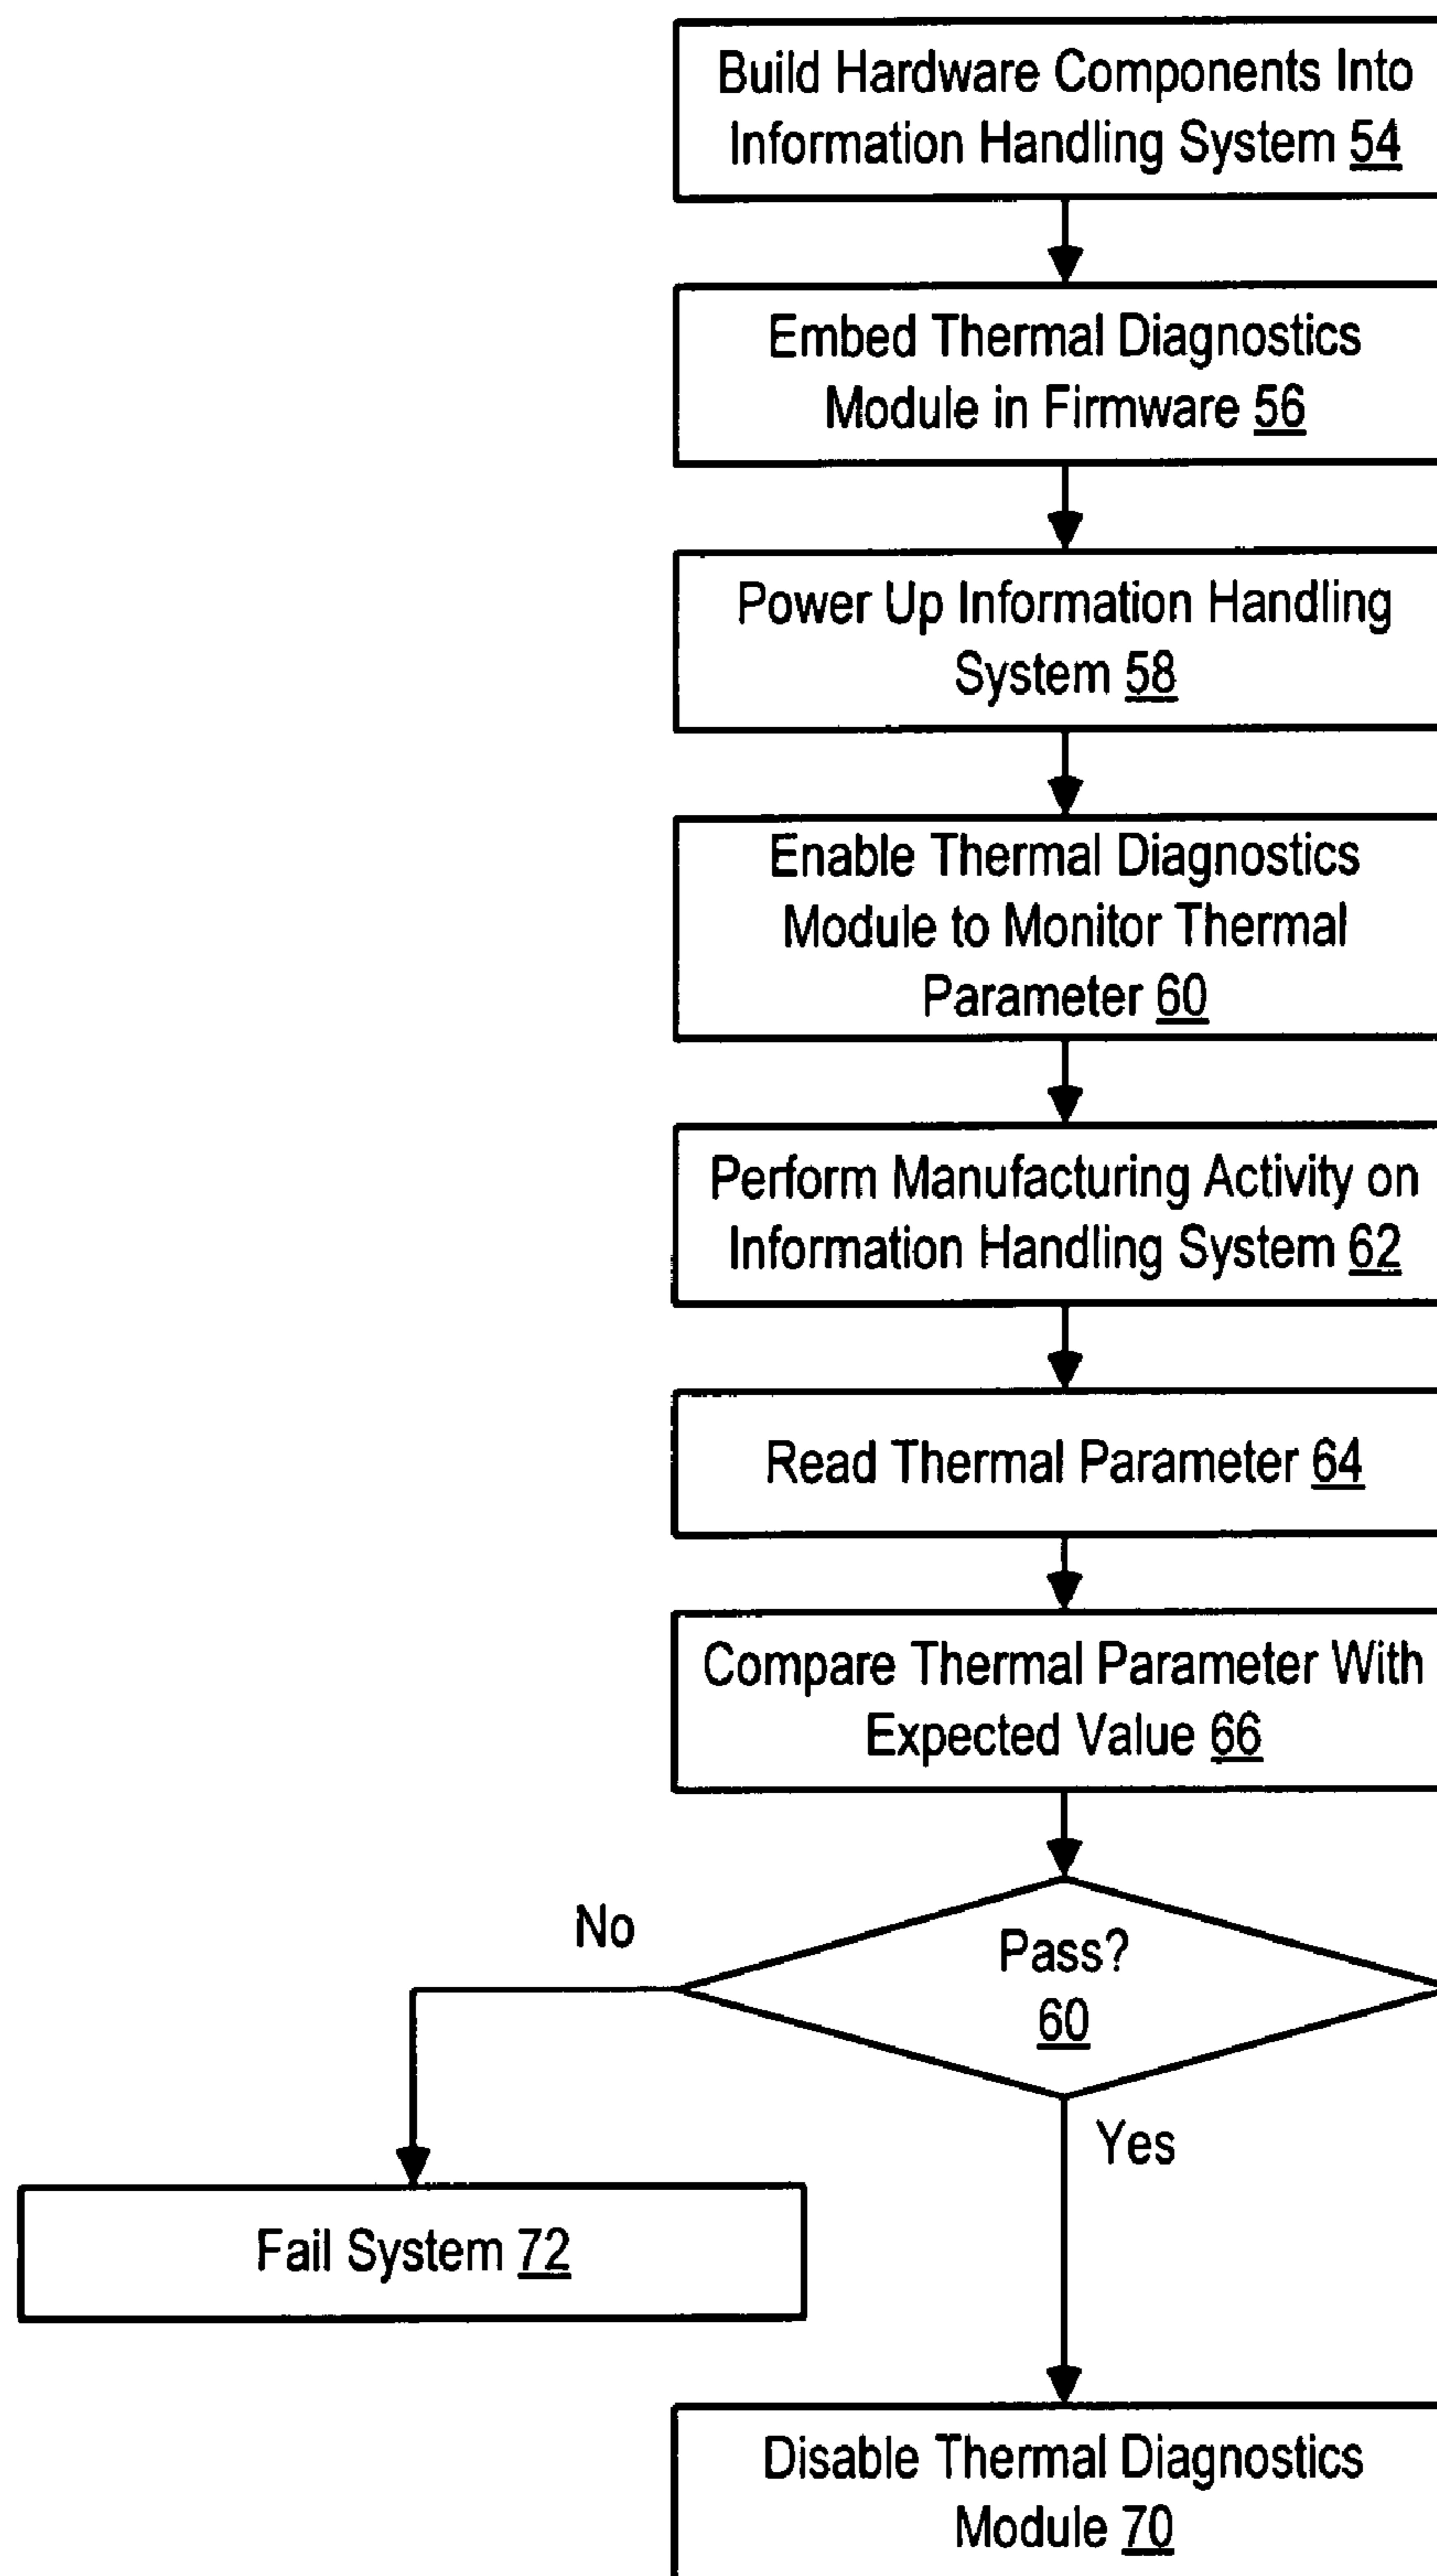 Build Hardware Components Into
Information Handling System 54
Embed Thermal Diagnostics
Module in Firmware 56
Power Up Information Handling
System 58
Enable Thermal Diagnostics
Module to Monitor Thermal
Parameter 60
Perform Manufacturing Activity on
Information Handling System 62
Read Thermal Parameter 64
Compare Thermal Parameter With
Expected Value 66
No
Pass?
60
Yes
Fail System 72
Disable Thermal Diagnostics
Module 70